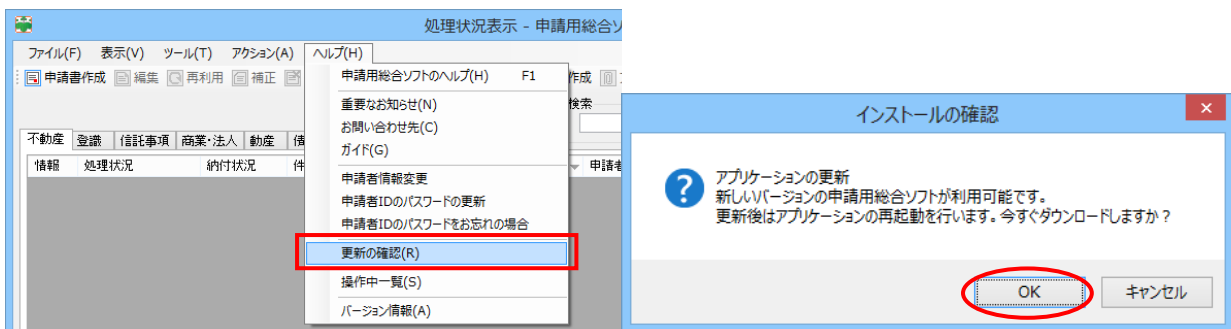 処理状況表示 - 申請用総合ソ
ファイル(F) 表示(V) ツール(T) アクション(A) ヘルプ(H)
申請書作成 編集 再利用 補正
作成
検索
不動産 登識 信託事項 商業・法人 動産 債
情報 処理状況 納付状況 件
申請者
申請用総合ソフトのヘルプ(H) F1
重要なお知らせ(N)
お問い合わせ先(C)
ガイド(G)
申請者情報変更
申請者IDのパスワードの更新
申請者IDのパスワードをお忘れの場合
更新の確認(R)
操作中一覧(S)
バージョン情報(A)
インストールの確認
アプリケーションの更新
新しいバージョンの申請用総合ソフトが利用可能です。
更新後はアプリケーションの再起動を行います。今すぐダウンロードしますか？
OK キャンセル